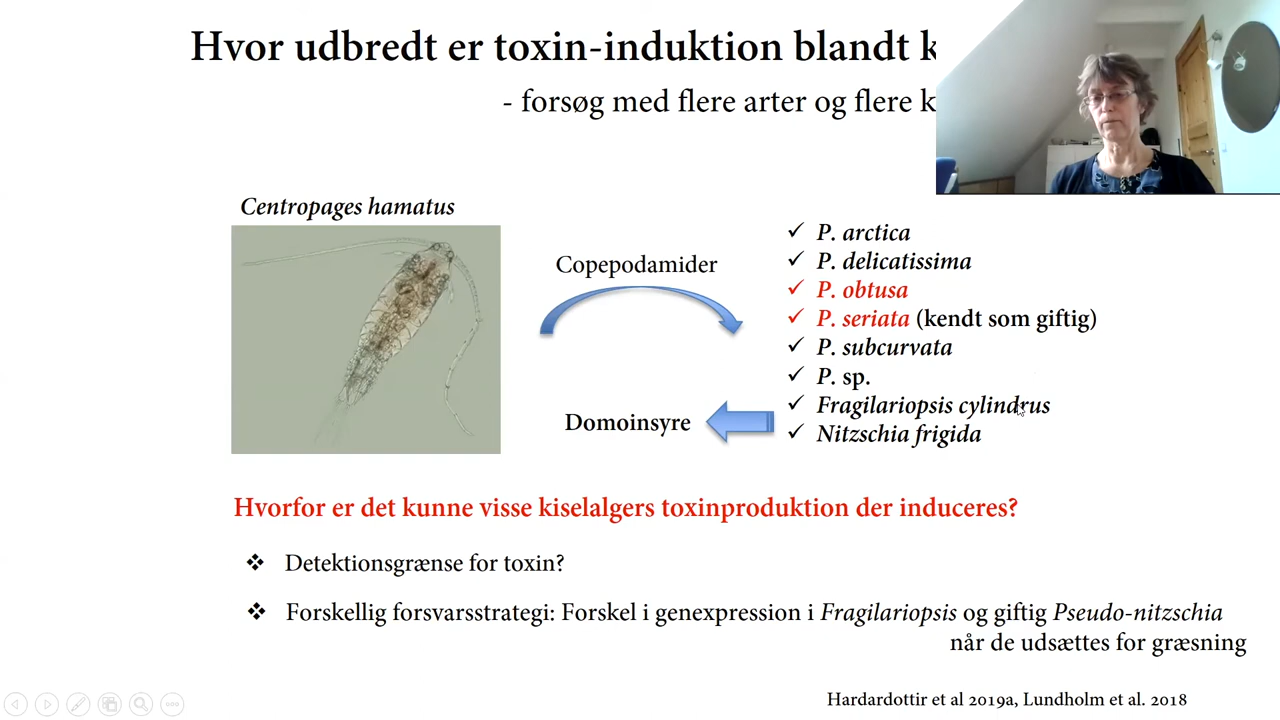 Hvor udbredt er toxin-induktion blandt k
- forsøg med flere arter og flere k
Centropages hamatus
Copepodamider
Domoinsyre
✓ P. arctica
✓ P. delicatissima
✓ P. obtusa
✓ P. seriata (kendt som giftig)
✓ P. subcurvata
✓ P. sp.
✓ Fragilariopsis cylindrus
✓ Nitzschia frigida
Hvorfor er det kunne visse kiselalgers toxinproduktion der induceres?
❖ Detektionsgrænse for toxin?
❖ Forskellig forsvarsstrategi: Forskel i genexpression i Fragilariopsis og giftig Pseudo-nitzschia
når de udsættes for græsning
Hardardottir et al 2019a, Lundholm et al. 2018